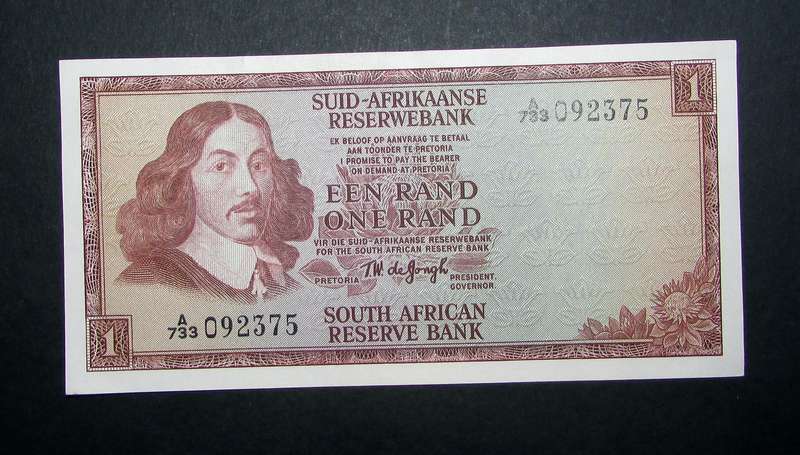 1
SUID-AFRIKAANSE
RESERWEBANK
A/733 092375
EK BELOOF OP AANVRAAG TE BETAAL
AAN TOONDER TE PRETORIA
I PROMISE TO PAY THE BEARER
ON DEMAND AT PRETORIA
EEN RAND
ONE RAND
VIR DIE SUID-AFRIKAANSE RESERWEBANK
FOR THE SOUTH AFRICAN RESERVE BANK
T.W. de Jongh
PRETORIA
PRESIDENT.
GOVERNOR.
A/733 092375
SOUTH AFRICAN
RESERVE BANK
1